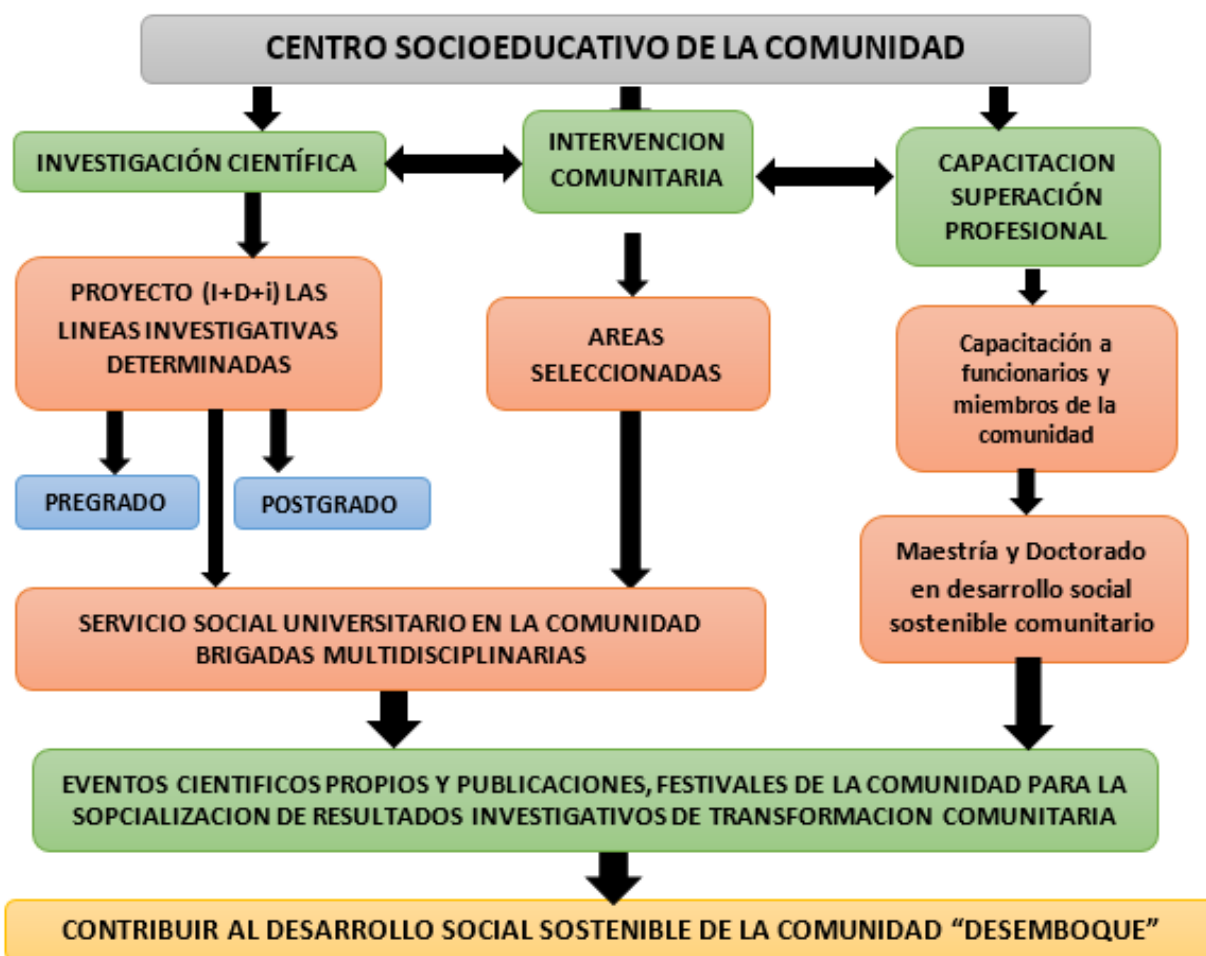 CENTRO SOCIOEDUCATIVO DE LA COMUNIDAD
INVESTIGACIÓN CIENTÍFICA
INTERVENCION
COMUNITARIA
CAPACITACION
SUPERACIÓN
PROFESIONAL
PROYECTO (I+D+i) LAS
LINEAS INVESTIGATIVAS
DETERMINADAS
AREAS
SELECCIONADAS
Capacitación a
funcionarios y
miembros de la
comunidad
PREGRADO
POSTGRADO
Maestría y Doctorado
en desarrollo social
sostenible comunitario
SERVICIO SOCIAL UNIVERSITARIO EN LA COMUNIDAD
BRIGADAS MULTIDISCIPLINARIAS
EVENTOS CIENTIFICOS PROPIOS Y PUBLICACIONES, FESTIVALES DE LA COMUNIDAD PARA LA
SOPCIALIZACION DE RESULTADOS INVESTIGATIVOS DE TRANSFORMACION COMUNITARIA
CONTRIBUIR AL DESARROLLO SOCIAL SOSTENIBLE DE LA COMUNIDAD “DESEMBOQUE”